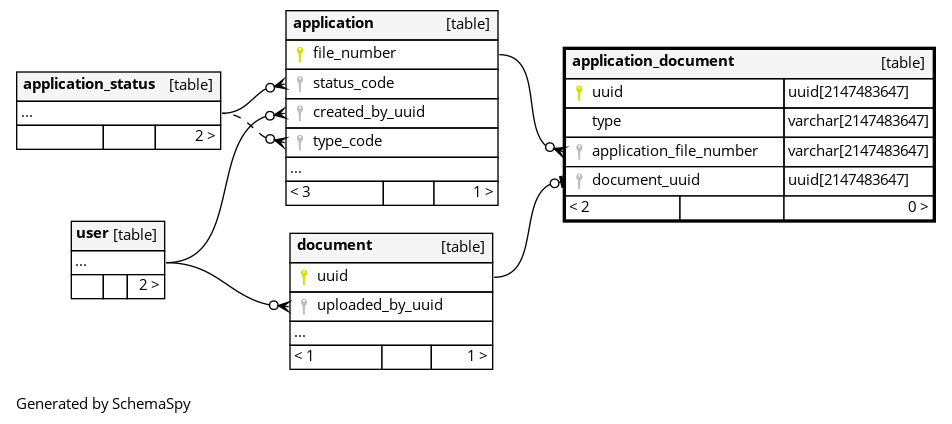 application [table]
file_number
status_code
created_by_uuid
type_code
...
< 3 1 >
application_status [table]
...
2 >
user [table]
...
2 >
document [table]
uuid
uploaded_by_uuid
...
< 1 1 >
application_document [table]
uuid uuid[2147483647]
type varchar[2147483647]
application_file_number varchar[2147483647]
document_uuid uuid[2147483647]
< 2 0 >
Generated by SchemaSpy